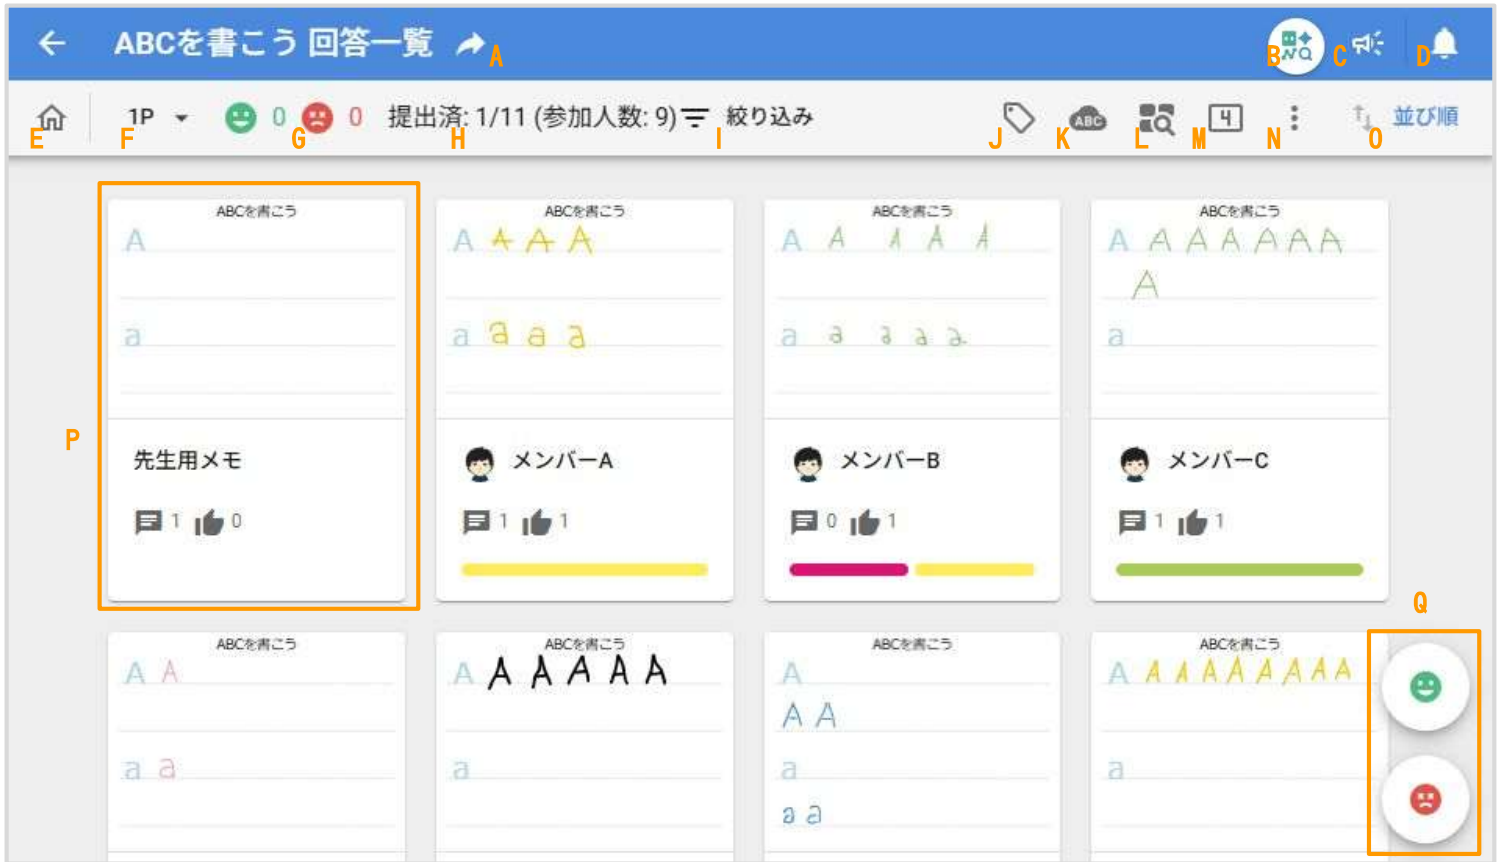 ABCを書こう 回答一覧 A B C D
E 1P F 0 G 0 提出済: 1/11 (参加人数: 9) H 絞り込み I J ABC K L 4 M N 並び順 O
ABCを書こう
A
a
先生用メモ
1 0
ABCを書こう
A A A A
a a a a
メンバーA
1 1
ABCを書こう
A A A A A
a a a a a
メンバーB
0 1
ABCを書こう
A A A A A A A
A
a
メンバーC
1 1
P
Q
ABCを書こう
A A
a a
ABCを書こう
A A A A A A
a
ABCを書こう
A
A A
a
a a
ABCを書こう
A A A A A A A A A
a